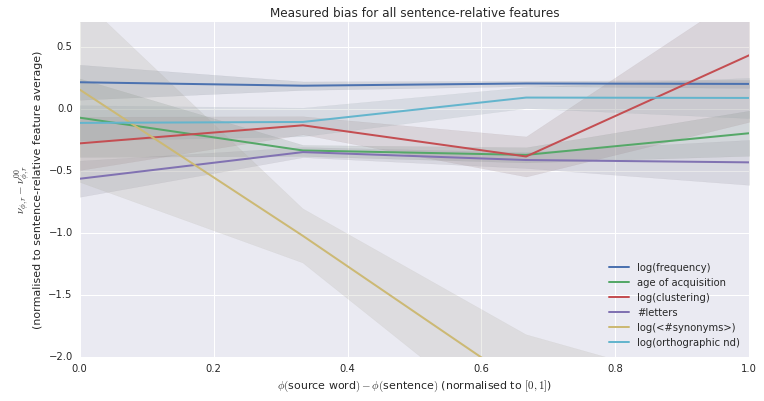 Measured bias for all sentence-relative features
ν_{ϕ,r} − ν^{00}_{ϕ,r}
(normalised to sentence-relative feature average)
0.5
0.0
−0.5
−1.0
−1.5
−2.0
log(frequency)
age of acquisition
log(clustering)
#letters
log(<#synonyms>)
log(orthographic nd)
0.0 0.2 0.4 0.6 0.8 1.0
ϕ(source word) − ϕ(sentence) (normalised to [0,1])